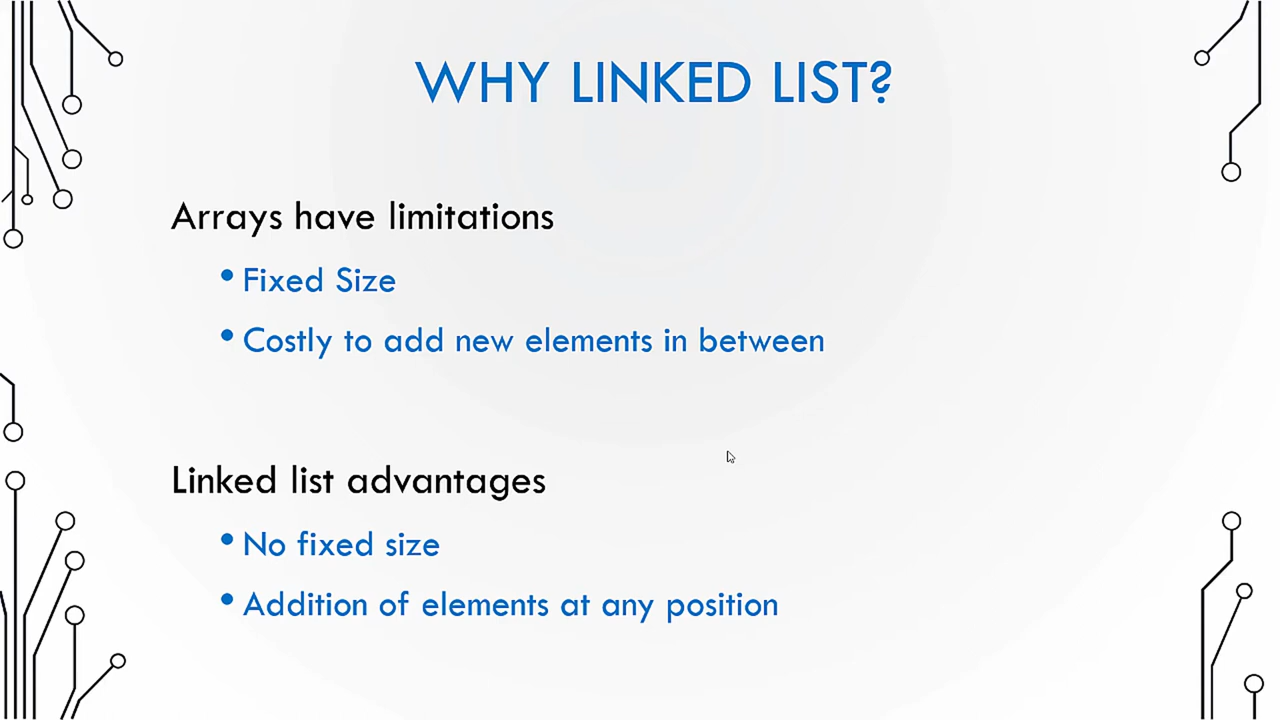 WHY LINKED LIST?
Arrays have limitations
• Fixed Size
• Costly to add new elements in between
Linked list advantages
• No fixed size
• Addition of elements at any position